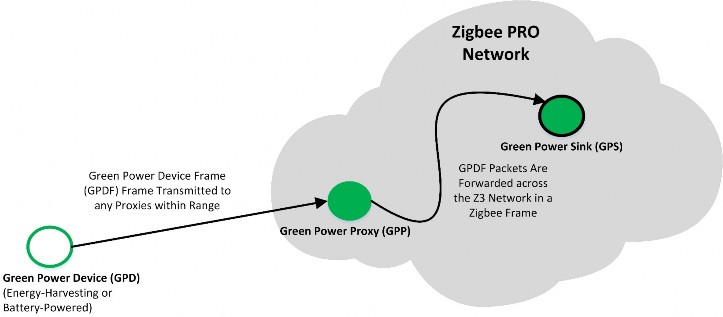 Zigbee PRO
Network
Green Power Sink (GPS)
Green Power Device Frame
(GPDF) Frame Transmitted to
any Proxies within Range
GPDF Packets Are
Forwarded across
the Z3 Network in a
Zigbee Frame
Green Power Proxy (GPP)
Green Power Device (GPD)
(Energy-Harvesting or
Battery-Powered)